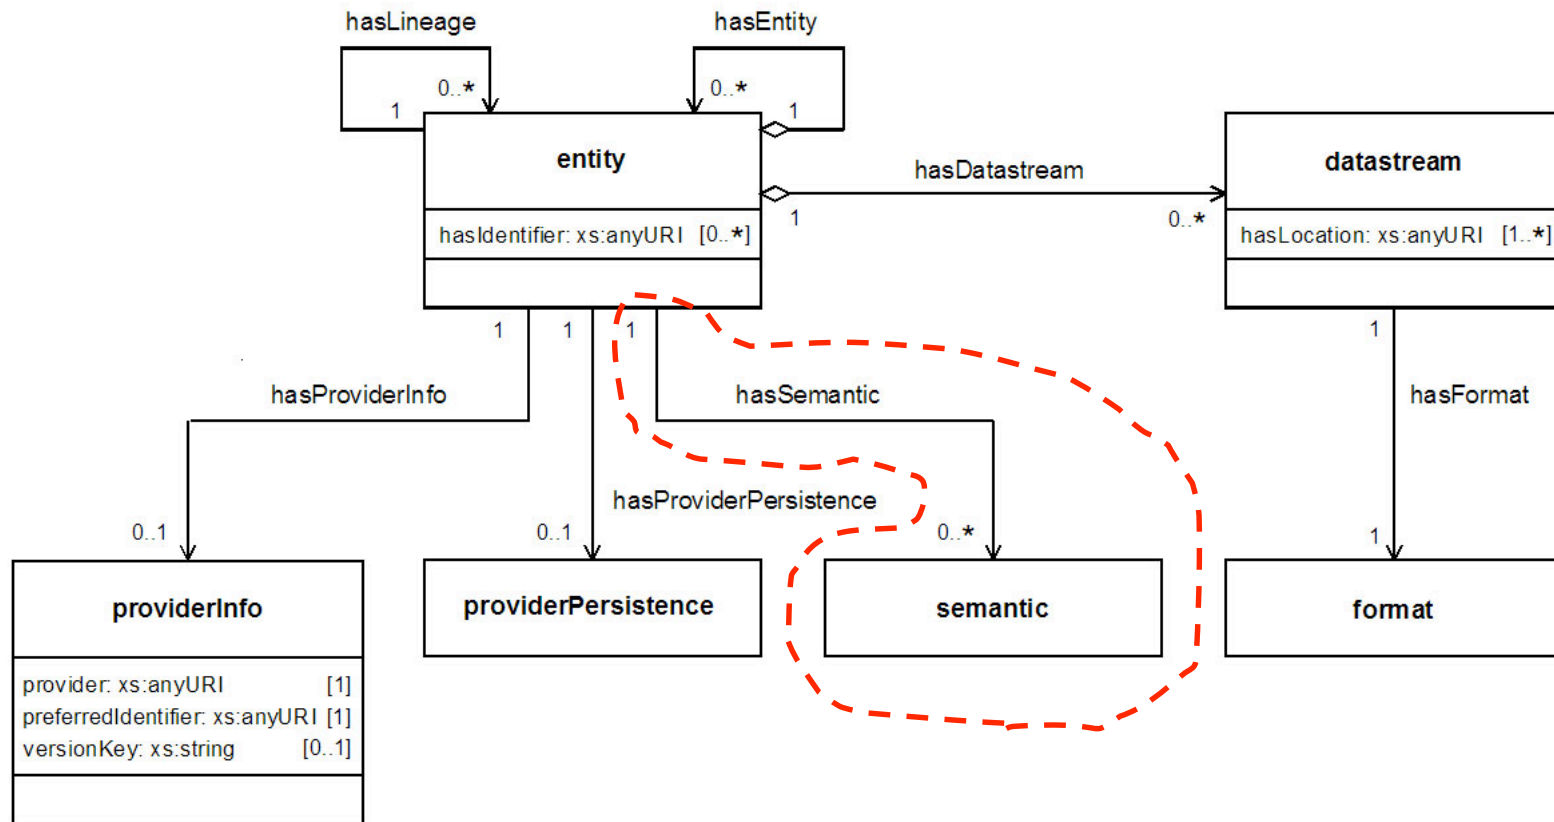 hasLineage
hasEntity
0..*
0..*
1
1
entity
datastream
hasDatastream
1
0..*
hasIdentifier: xs:anyURI [0..*]
hasLocation: xs:anyURI [1..*]
1
1
1
1
hasProviderInfo
hasSemantic
hasFormat
hasProviderPersistence
0..1
0..1
0..*
1
providerInfo
providerPersistence
semantic
format
provider: xs:anyURI [1]
preferredIdentifier: xs:anyURI [1]
versionKey: xs:string [0..1]